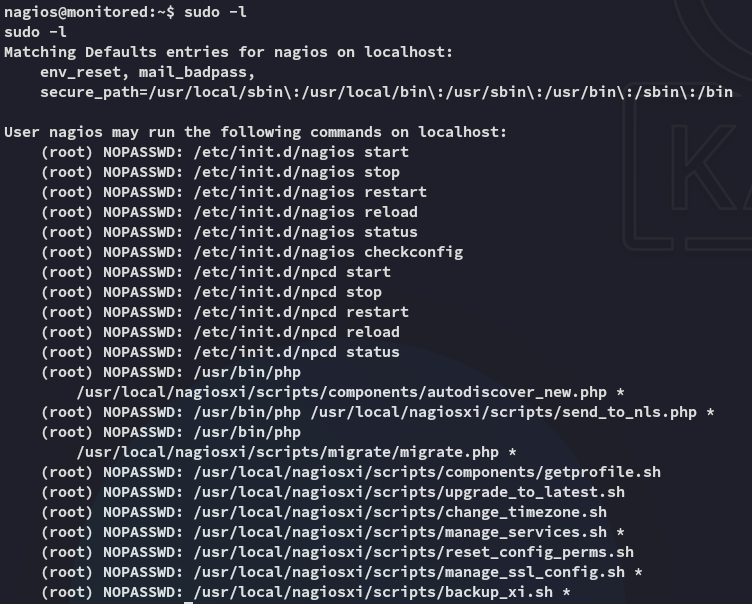 nagios@monitored:~$ sudo -l
sudo -l
Matching Defaults entries for nagios on localhost:
    env_reset, mail_badpass,
    secure_path=/usr/local/sbin\:/usr/local/bin\:/usr/sbin\:/usr/bin\:/sbin\:/bin

User nagios may run the following commands on localhost:
    (root) NOPASSWD: /etc/init.d/nagios start
    (root) NOPASSWD: /etc/init.d/nagios stop
    (root) NOPASSWD: /etc/init.d/nagios restart
    (root) NOPASSWD: /etc/init.d/nagios reload
    (root) NOPASSWD: /etc/init.d/nagios status
    (root) NOPASSWD: /etc/init.d/nagios checkconfig
    (root) NOPASSWD: /etc/init.d/npcd start
    (root) NOPASSWD: /etc/init.d/npcd stop
    (root) NOPASSWD: /etc/init.d/npcd restart
    (root) NOPASSWD: /etc/init.d/npcd reload
    (root) NOPASSWD: /etc/init.d/npcd status
    (root) NOPASSWD: /usr/bin/php
        /usr/local/nagiosxi/scripts/components/autodiscover_new.php *
    (root) NOPASSWD: /usr/bin/php /usr/local/nagiosxi/scripts/send_to_nls.php *
    (root) NOPASSWD: /usr/bin/php
        /usr/local/nagiosxi/scripts/migrate/migrate.php *
    (root) NOPASSWD: /usr/local/nagiosxi/scripts/components/getprofile.sh
    (root) NOPASSWD: /usr/local/nagiosxi/scripts/upgrade_to_latest.sh
    (root) NOPASSWD: /usr/local/nagiosxi/scripts/change_timezone.sh
    (root) NOPASSWD: /usr/local/nagiosxi/scripts/manage_services.sh *
    (root) NOPASSWD: /usr/local/nagiosxi/scripts/reset_config_perms.sh
    (root) NOPASSWD: /usr/local/nagiosxi/scripts/manage_ssl_config.sh *
    (root) NOPASSWD: /usr/local/nagiosxi/scripts/backup_xi.sh *